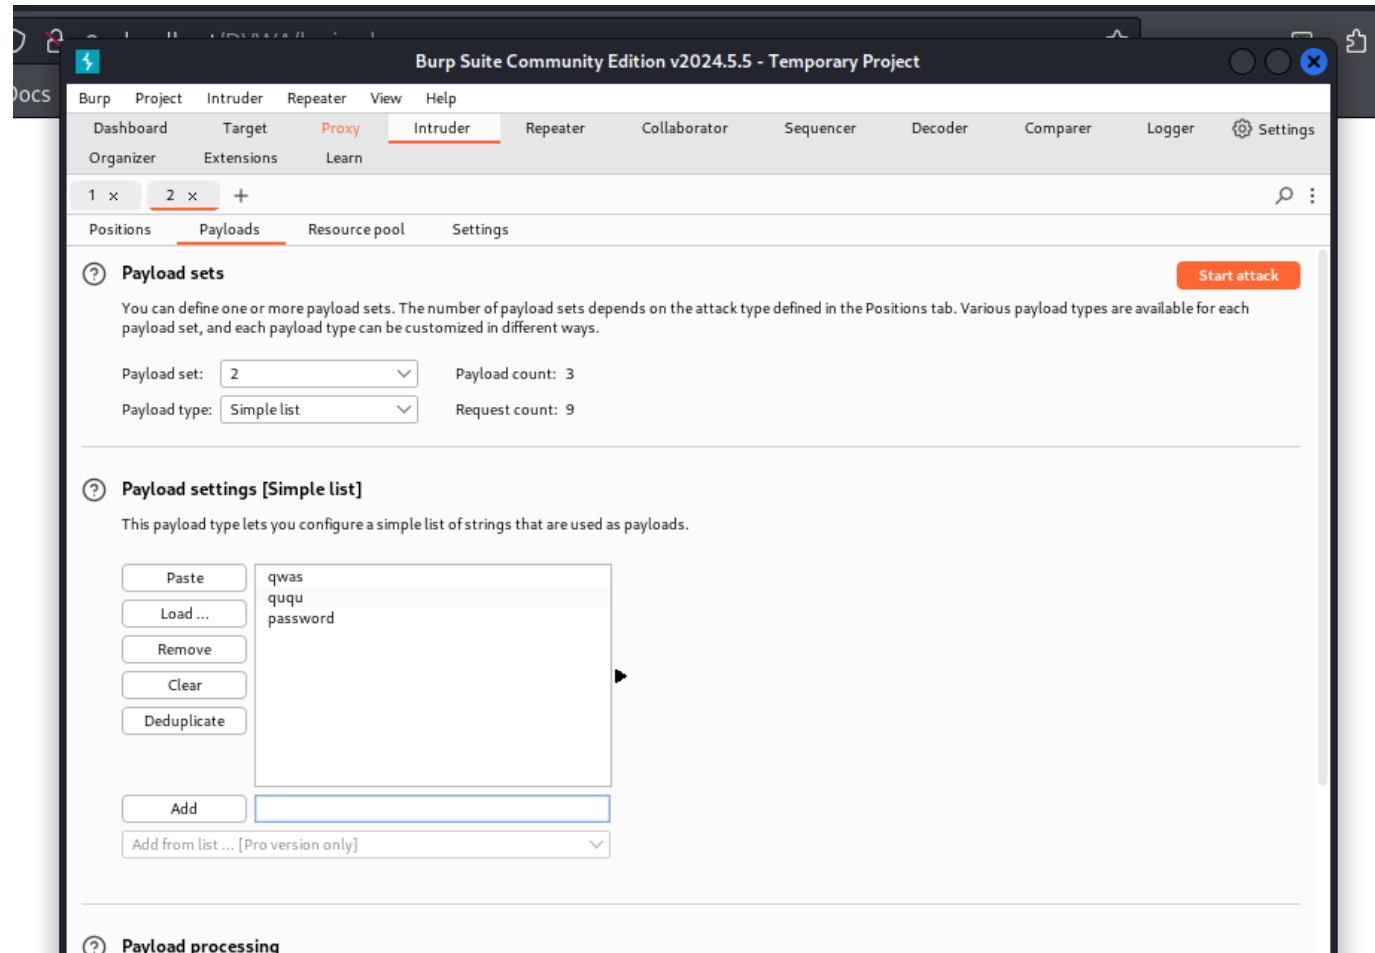 Docs
Burp Suite Community Edition v2024.5.5 - Temporary Project
Burp Project Intruder Repeater View Help
Dashboard Target Proxy Intruder Repeater Collaborator Sequencer Decoder Comparer Logger Settings
Organizer Extensions Learn
1 × 2 × +
Positions Payloads Resource pool Settings
? Payload sets
Start attack
You can define one or more payload sets. The number of payload sets depends on the attack type defined in the Positions tab. Various payload types are available for each
payload set, and each payload type can be customized in different ways.
Payload set: 2 Payload count: 3
Payload type: Simple list Request count: 9
? Payload settings [Simple list]
This payload type lets you configure a simple list of strings that are used as payloads.
Paste
Load ...
Remove
Clear
Deduplicate
qwas
ququ
password
Add
Add from list ... [Pro version only]
? Payload processing